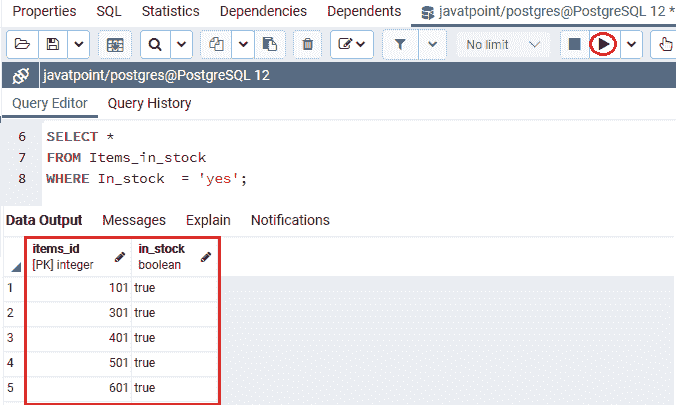 Properties SQL Statistics Dependencies Dependents javatpoint/postgres@PostgreSQL 12 *
No limit
javatpoint/postgres@PostgreSQL 12
Query Editor Query History
6 SELECT *
7 FROM Items_in_stock
8 WHERE In_stock  = 'yes';
Data Output Messages Explain Notifications
items_id in_stock
[PK] integer boolean
1 101 true
2 301 true
3 401 true
4 501 true
5 601 true